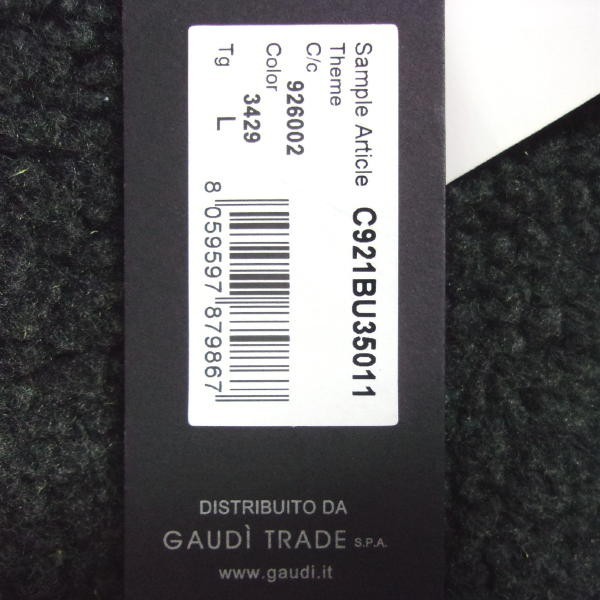 Sample Article C921BU35011
Theme
C/c 926002
Color 3429
Tg L
8 059597 879867
DISTRIBUITO DA
GAUDÌ TRADE S.P.A.
www.gaudi.it